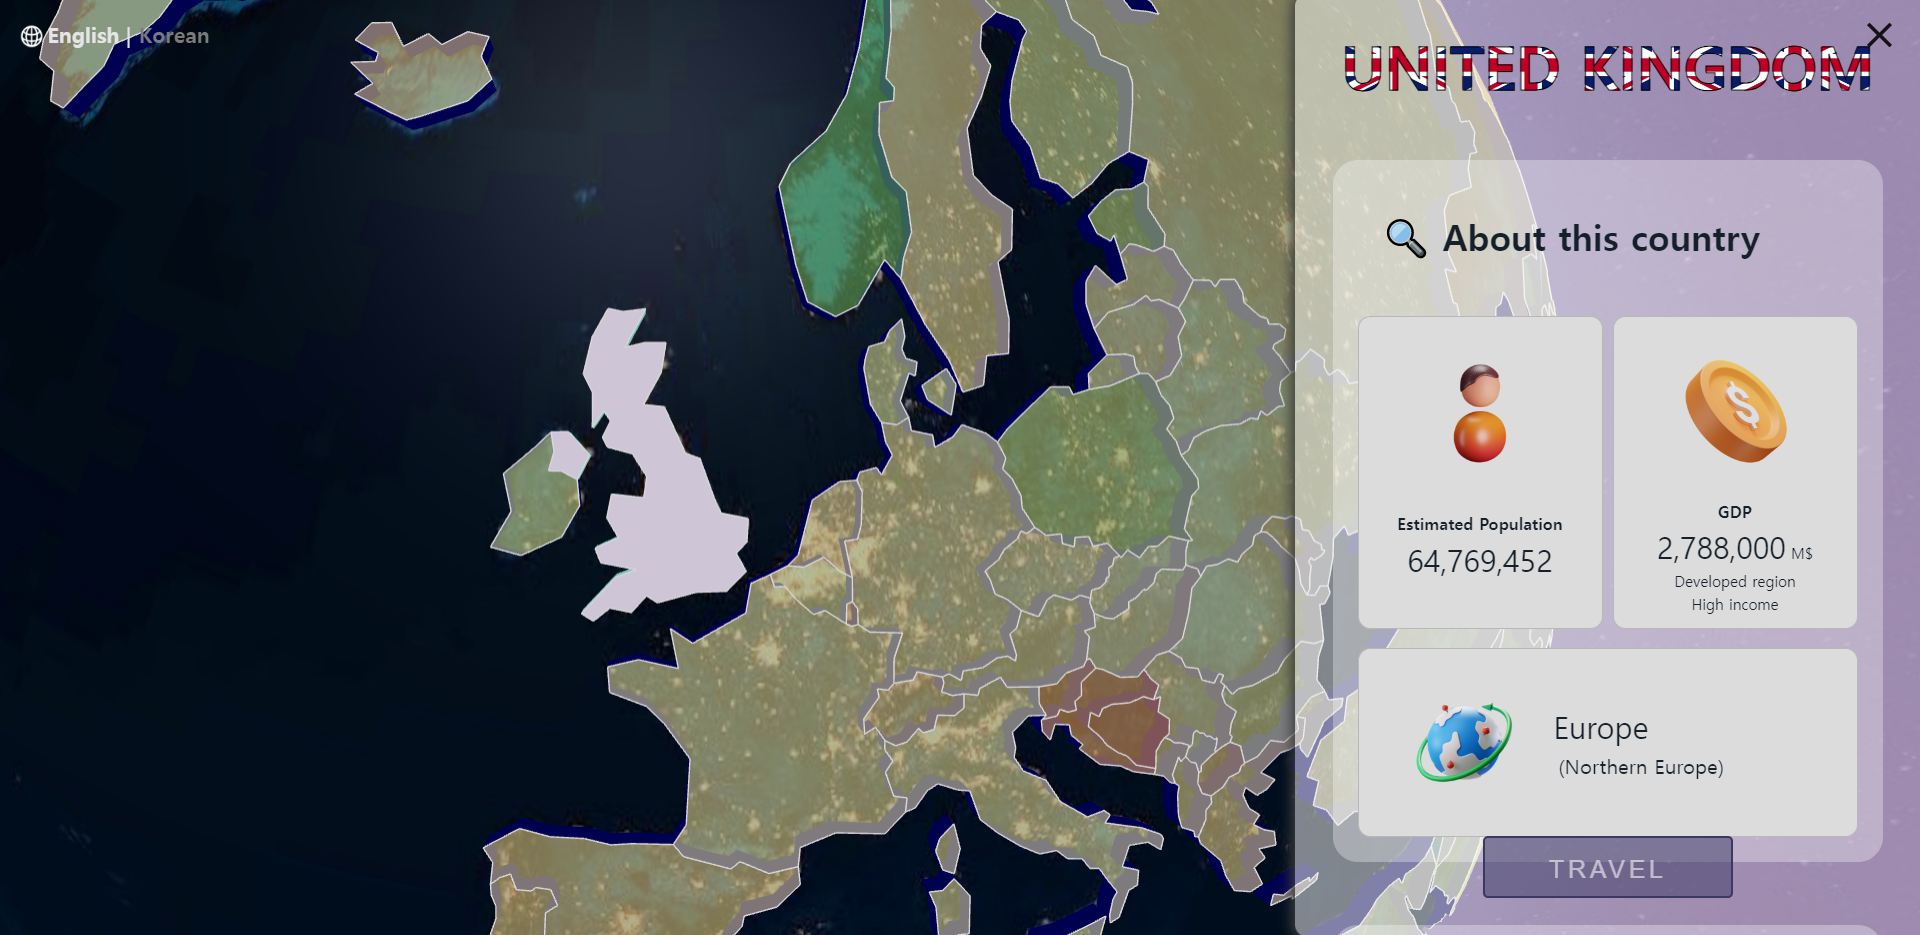 English | Korean
UNITED KINGDOM
About this country
Estimated Population
64,769,452
GDP
2,788,000 M$
Developed region
High income
Europe
(Northern Europe)
TRAVEL